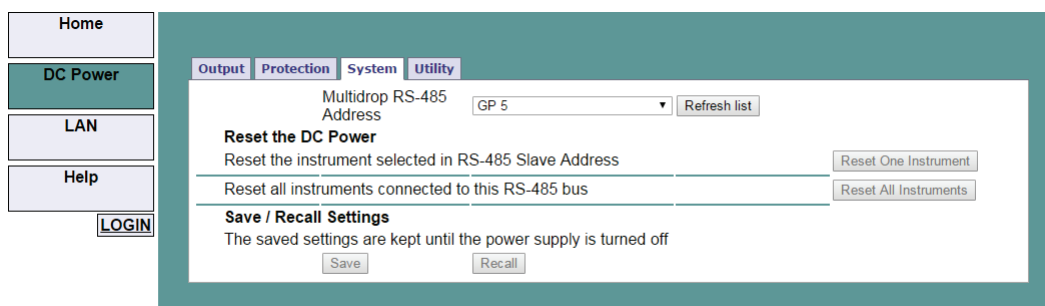 Home
DC Power
LAN
Help
LOGIN
Output Protection System Utility
Multidrop RS-485
Address
GP 5
Refresh list
Reset the DC Power
Reset the instrument selected in RS-485 Slave Address
Reset One Instrument
Reset all instruments connected to this RS-485 bus
Reset All Instruments
Save / Recall Settings
The saved settings are kept until the power supply is turned off
Save Recall